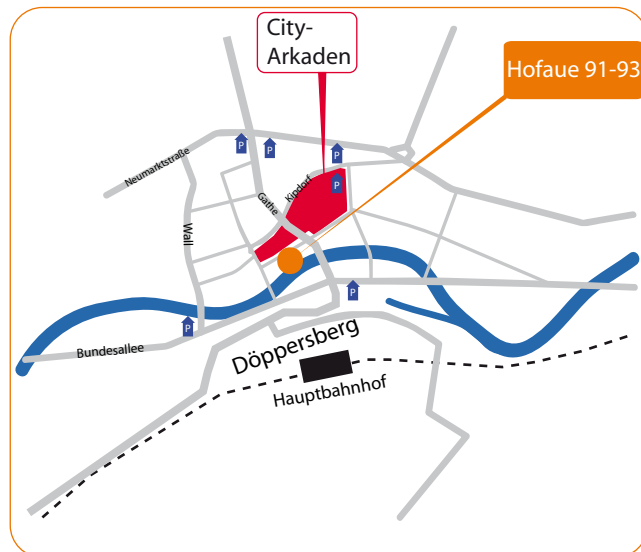 City-
Arkaden
Hofaue 91-93
P
P
P
Neumarktstraße
P
Kipdorf
Gathe
Wall
P
P
Bundesallee
Döppersberg
Hauptbahnhof